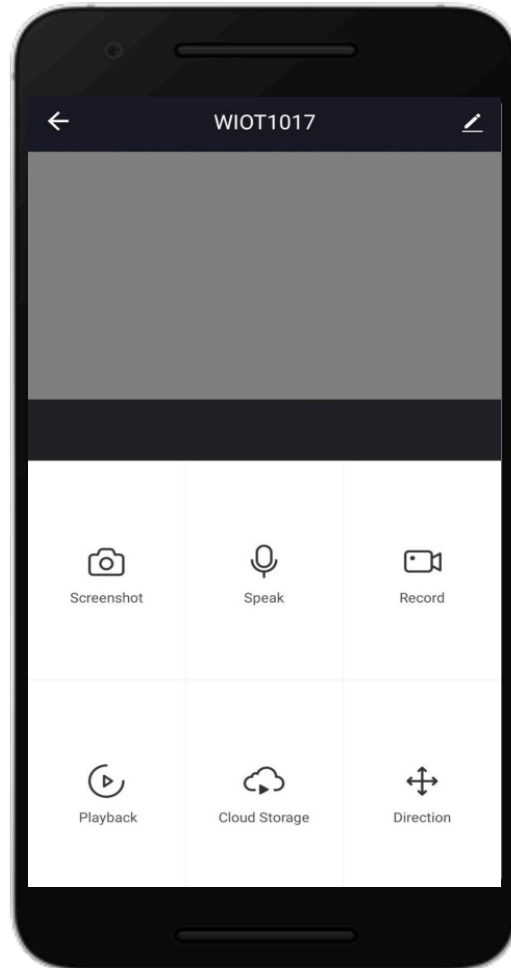 WIOT1017
Screenshot
Speak
Record
Playback
Cloud Storage
Direction